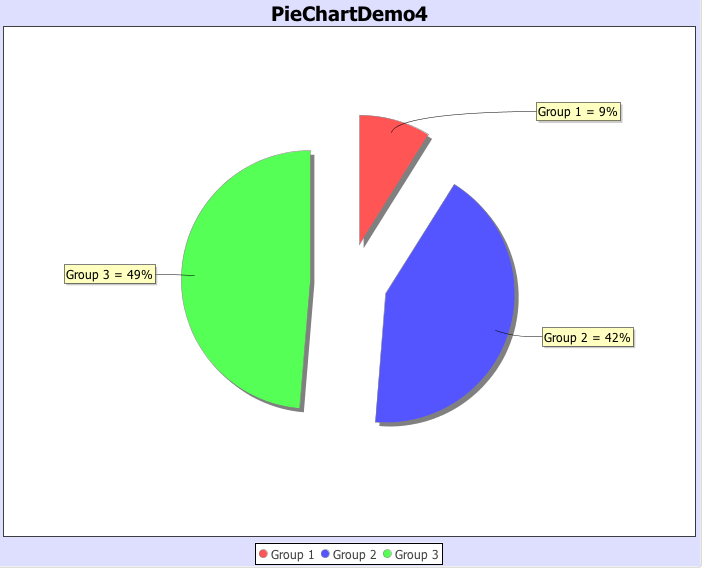 PieChartDemo4
Group 1 = 9%
Group 3 = 49%
Group 2 = 42%
Group 1 Group 2 Group 3